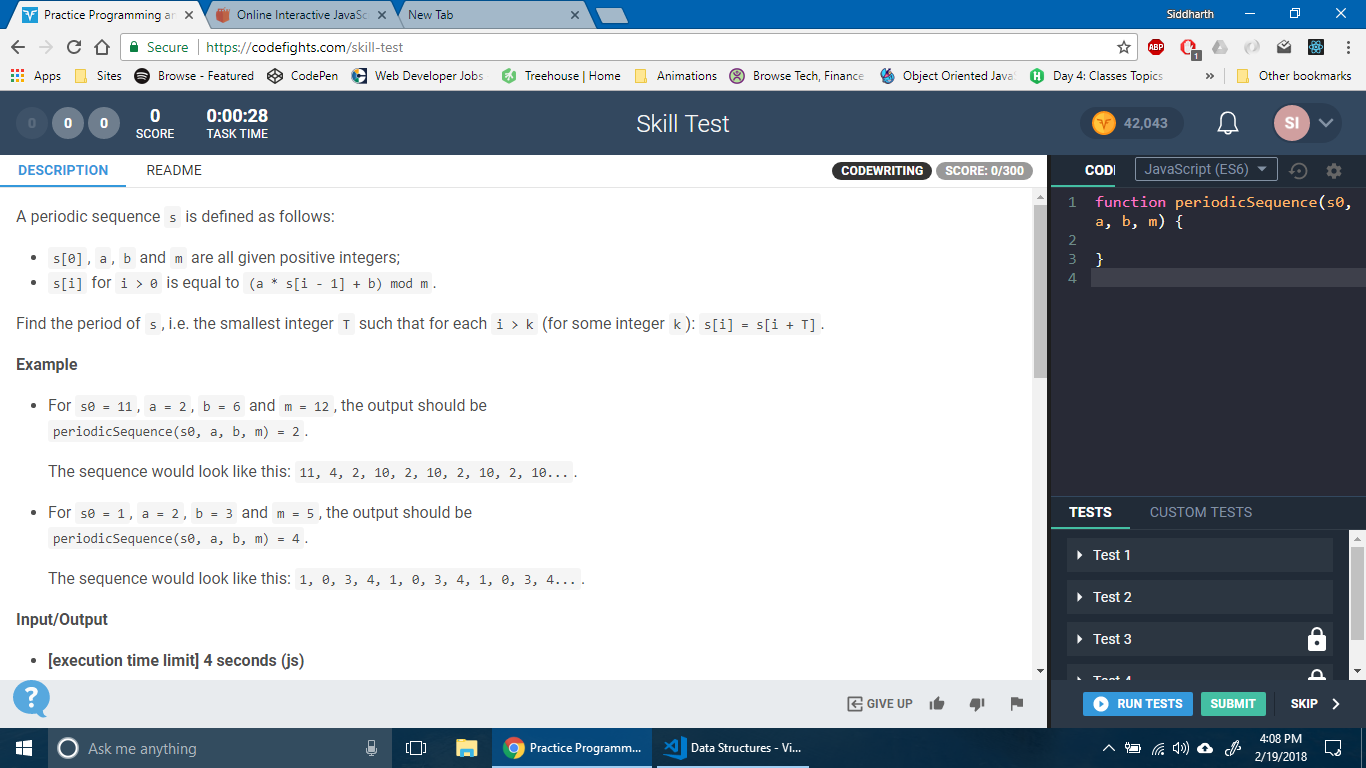 Practice Programming an
Online Interactive JavaSc
New Tab
Siddharth
Secure
https://codefights.com/skill-test
ABP
1
Apps
Sites
Browse - Featured
CodePen
Web Developer Jobs
Treehouse | Home
Animations
Browse Tech, Finance
Object Oriented Java
Day 4: Classes Topics
»
Other bookmarks
0
0
0
0
SCORE
0:00:28
TASK TIME
Skill Test
42,043
SI
DESCRIPTION
README
CODEWRITING
SCORE: 0/300
A periodic sequence s is defined as follows:
• s[0], a, b and m are all given positive integers;
• s[i] for i > 0 is equal to (a * s[i - 1] + b) mod m.
Find the period of s, i.e. the smallest integer T such that for each i > k (for some integer k): s[i] = s[i + T].
Example
• For s0 = 11, a = 2, b = 6 and m = 12, the output should be
periodicSequence(s0, a, b, m) = 2.
The sequence would look like this: 11, 4, 2, 10, 2, 10, 2, 10, 2, 10....
• For s0 = 1, a = 2, b = 3 and m = 5, the output should be
periodicSequence(s0, a, b, m) = 4.
The sequence would look like this: 1, 0, 3, 4, 1, 0, 3, 4, 1, 0, 3, 4....
Input/Output
• [execution time limit] 4 seconds (js)
?
GIVE UP
CODI
JavaScript (ES6)
1 function periodicSequence(s0,
a, b, m) {
2
3 }
4
TESTS
CUSTOM TESTS
Test 1
Test 2
Test 3
Test 4
RUN TESTS
SUBMIT
SKIP
Ask me anything
Practice Programm...
Data Structures - Vi...
4:08 PM
2/19/2018